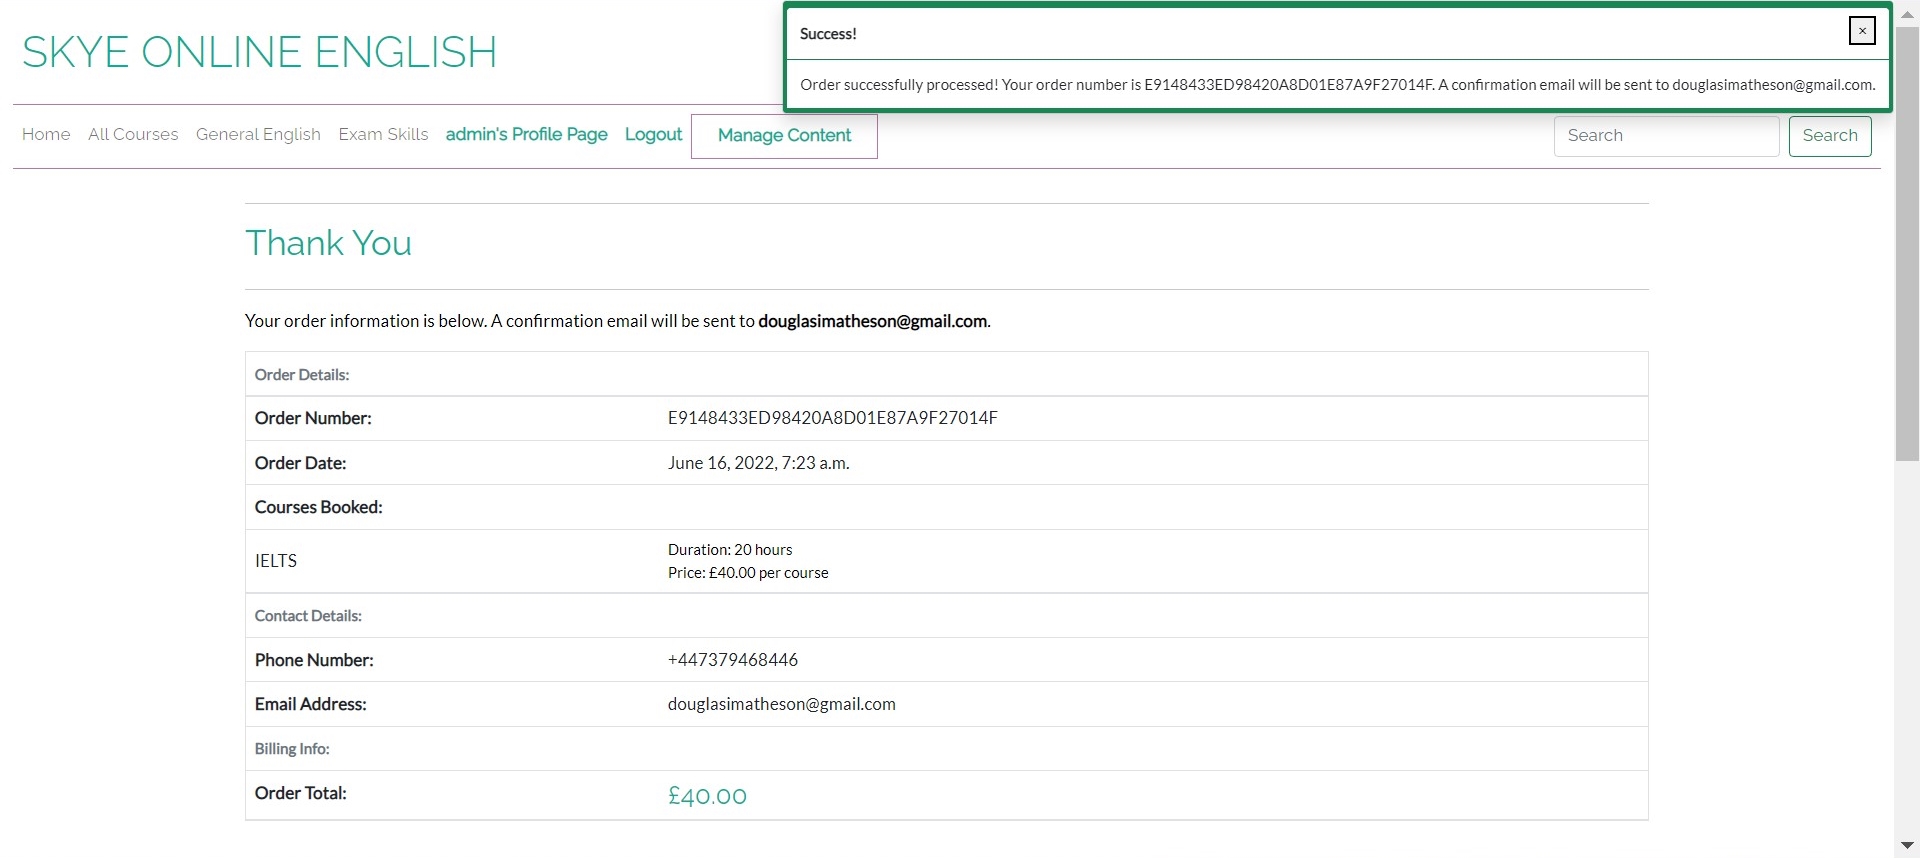 SKYE ONLINE ENGLISH
Success!
×
Order successfully processed! Your order number is E9148433ED98420A8D01E87A9F27014F. A confirmation email will be sent to douglasimatheson@gmail.com.
Home All Courses General English Exam Skills admin's Profile Page Logout Manage Content Search Search
Thank You
Your order information is below. A confirmation email will be sent to douglasimatheson@gmail.com.
Order Details:
Order Number: E9148433ED98420A8D01E87A9F27014F
Order Date: June 16, 2022, 7:23 a.m.
Courses Booked:
IELTS
Duration: 20 hours
Price: £40.00 per course
Contact Details:
Phone Number: +447379468446
Email Address: douglasimatheson@gmail.com
Billing Info:
Order Total: £40.00